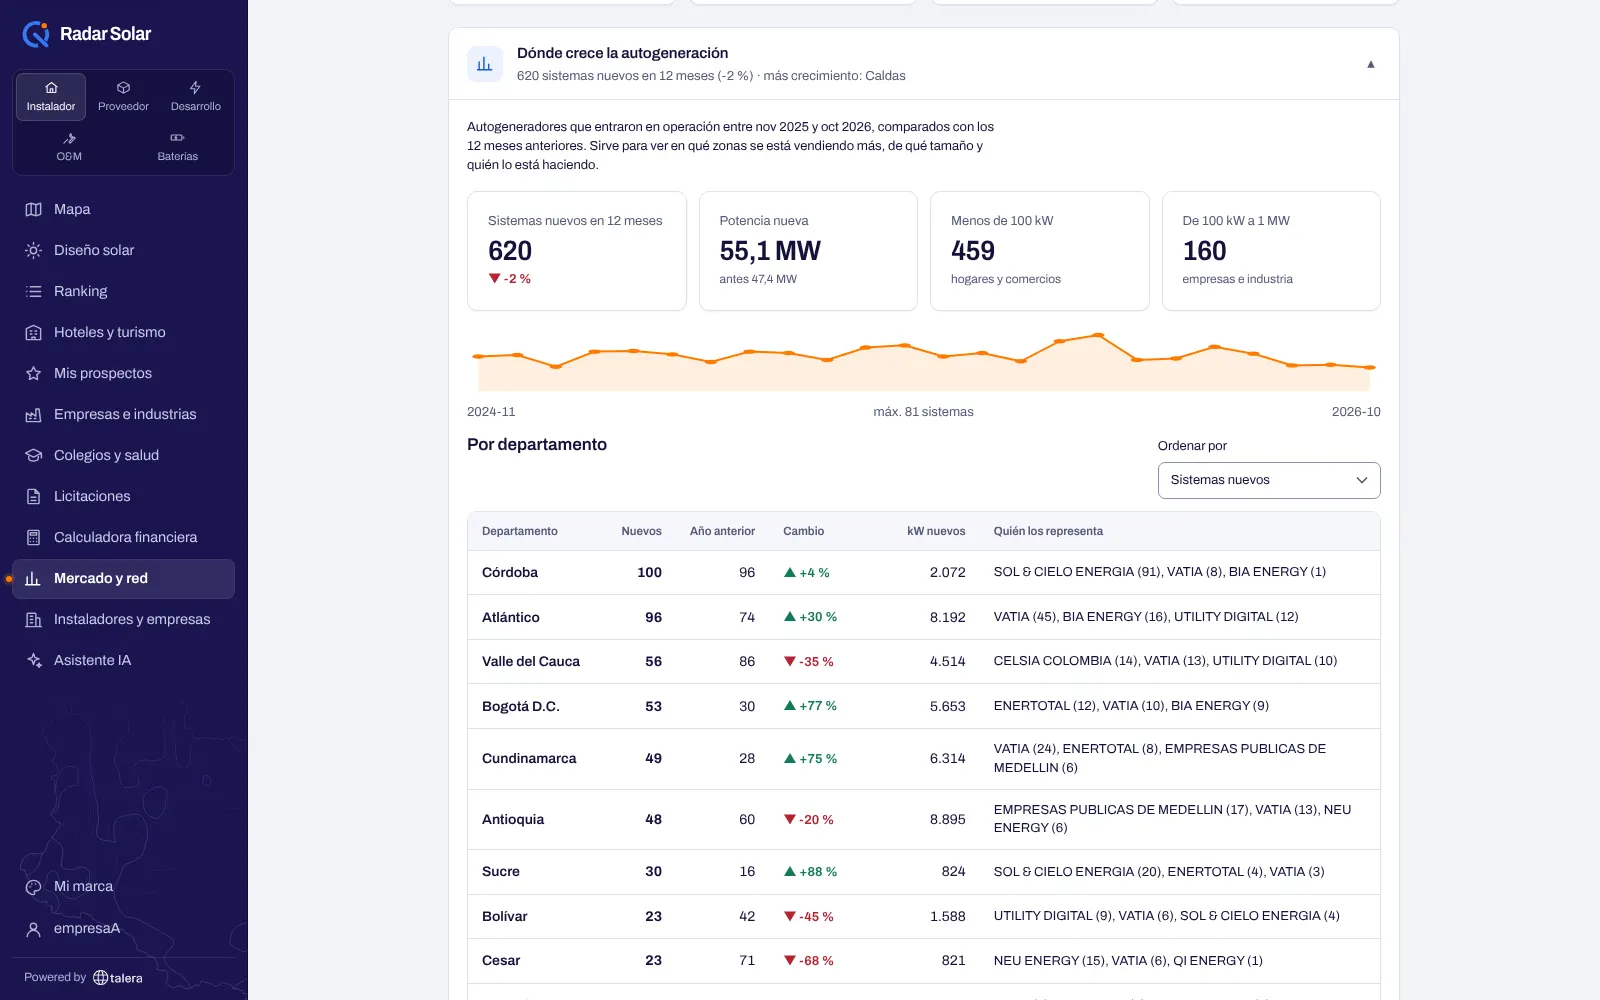 Radar Solar
Instalador
Proveedor
Desarrollo
O&M
Baterías
Mapa
Diseño solar
Ranking
Hoteles y turismo
Mis prospectos
Empresas e industrias
Colegios y salud
Licitaciones
Calculadora financiera
Mercado y red
Instaladores y empresas
Asistente IA
Mi marca
empresaA
Powered by talera
Dónde crece la autogeneración
620 sistemas nuevos en 12 meses (-2 %) · más crecimiento: Caldas
▲
Autogeneradores que entraron en operación entre nov 2025 y oct 2026, comparados con los
12 meses anteriores. Sirve para ver en qué zonas se está vendiendo más, de qué tamaño y
quién lo está haciendo.
Sistemas nuevos en 12 meses
620
▼ -2 %
Potencia nueva
55,1 MW
antes 47,4 MW
Menos de 100 kW
459
hogares y comercios
De 100 kW a 1 MW
160
empresas e industria
2024-11 máx. 81 sistemas 2026-10
Por departamento
Ordenar por
Sistemas nuevos
Departamento Nuevos Año anterior Cambio kW nuevos Quién los representa
Córdoba 100 96 ▲ +4 % 2.072 SOL & CIELO ENERGIA (91), VATIA (8), BIA ENERGY (1)
Atlántico 96 74 ▲ +30 % 8.192 VATIA (45), BIA ENERGY (16), UTILITY DIGITAL (12)
Valle del Cauca 56 86 ▼ -35 % 4.514 CELSIA COLOMBIA (14), VATIA (13), UTILITY DIGITAL (10)
Bogotá D.C. 53 30 ▲ +77 % 5.653 ENERTOTAL (12), VATIA (10), BIA ENERGY (9)
Cundinamarca 49 28 ▲ +75 % 6.314 VATIA (24), ENERTOTAL (8), EMPRESAS PUBLICAS DE
MEDELLIN (6)
Antioquia 48 60 ▼ -20 % 8.895 EMPRESAS PUBLICAS DE MEDELLIN (17), VATIA (13), NEU
ENERGY (6)
Sucre 30 16 ▲ +88 % 824 SOL & CIELO ENERGIA (20), ENERTOTAL (4), VATIA (3)
Bolívar 23 42 ▼ -45 % 1.588 UTILITY DIGITAL (9), VATIA (6), SOL & CIELO ENERGIA (4)
Cesar 23 71 ▼ -68 % 821 NEU ENERGY (15), VATIA (6), QI ENERGY (1)